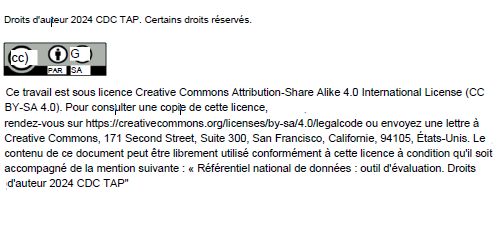 Droits d'auteur 2024 CDC TAP. Certains droits réservés.
(cc) G
PAR SA
Ce travail est sous licence Creative Commons Attribution-Share Alike 4.0 International License (CC
BY-SA 4.0). Pour consulter une copie de cette licence,
rendez-vous sur https://creativecommons.org/licenses/by-sa/4.0/legalcode ou envoyez une lettre à
Creative Commons, 171 Second Street, Suite 300, San Francisco, Californie, 94105, États-Unis. Le
contenu de ce document peut être librement utilisé conformément à cette licence à condition qu'il soit
accompagné de la mention suivante : « Référentiel national de données : outil d'évaluation. Droits
d'auteur 2024 CDC TAP"